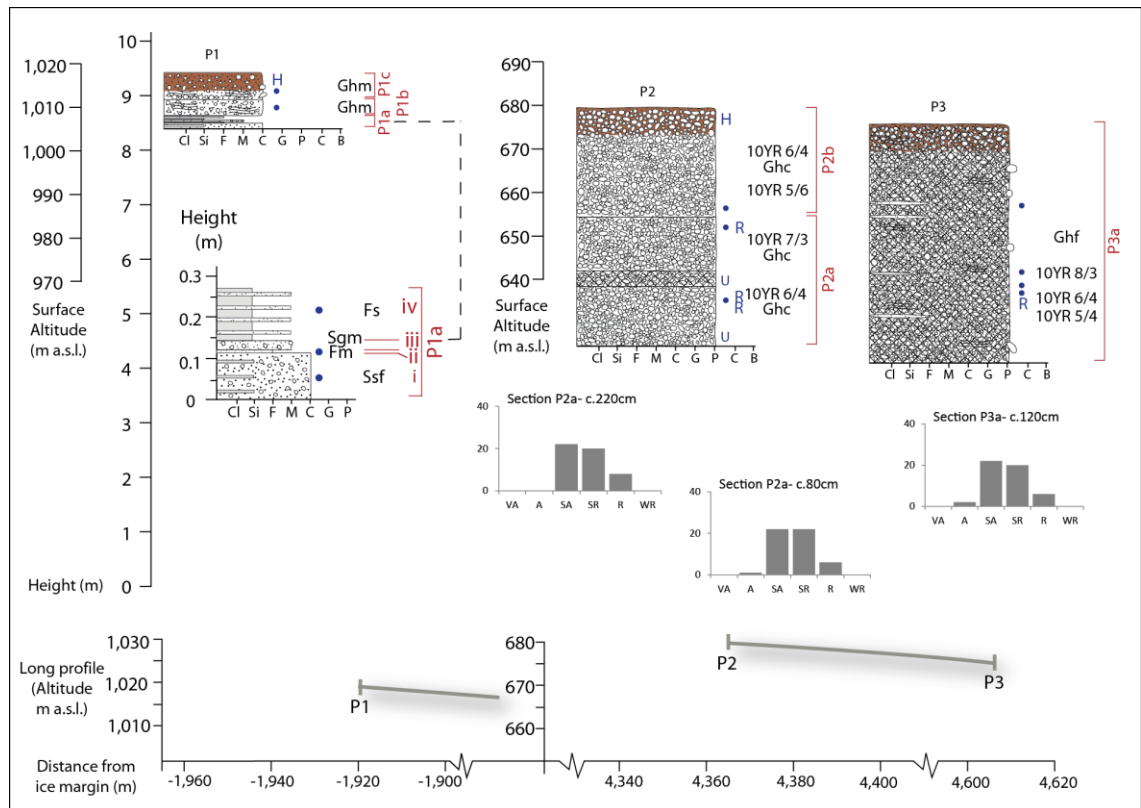 P1
1,020
1,010
1,000
990
980
970
Surface
Altitude
(m a.s.l.)
10
9
8
7
6
5
4
3
2
1
0
Height (m)
H
Ghm
Ghm
P1c
P1b
P1a
Cl Si F M C G P C B
Height
(m)
0.3
0.2
0.1
0
Fs
Sgm
Fm
Ssf
iv
iii
ii
i
P1a
Cl Si F M C G P
690
680
670
660
650
640
Surface
Altitude
(m a.s.l.)
P2
H
R
U
R
R
U
10YR 6/4
Ghc
10YR 5/6
10YR 7/3
Ghc
10YR 6/4
Ghc
P2b
P2a
Cl Si F M C G P C B
P3
Ghf
10YR 8/3
R
10YR 6/4
10YR 5/4
P3a
Cl Si F M C G P C B
Section P2a- c.220cm
40
20
0
VA A SA SR R WR
Section P2a- c.80cm
40
20
0
VA A SA SR R WR
Section P3a- c.120cm
40
20
0
VA A SA SR R WR
Long profile
(Altitude
m a.s.l.)
1,030
1,020
1,010
P1
680
670
660
P2
P3
Distance from
ice margin (m)
-1,960 -1,940 -1,920 -1,900 4,340 4,360 4,380 4,400 4,600 4,620